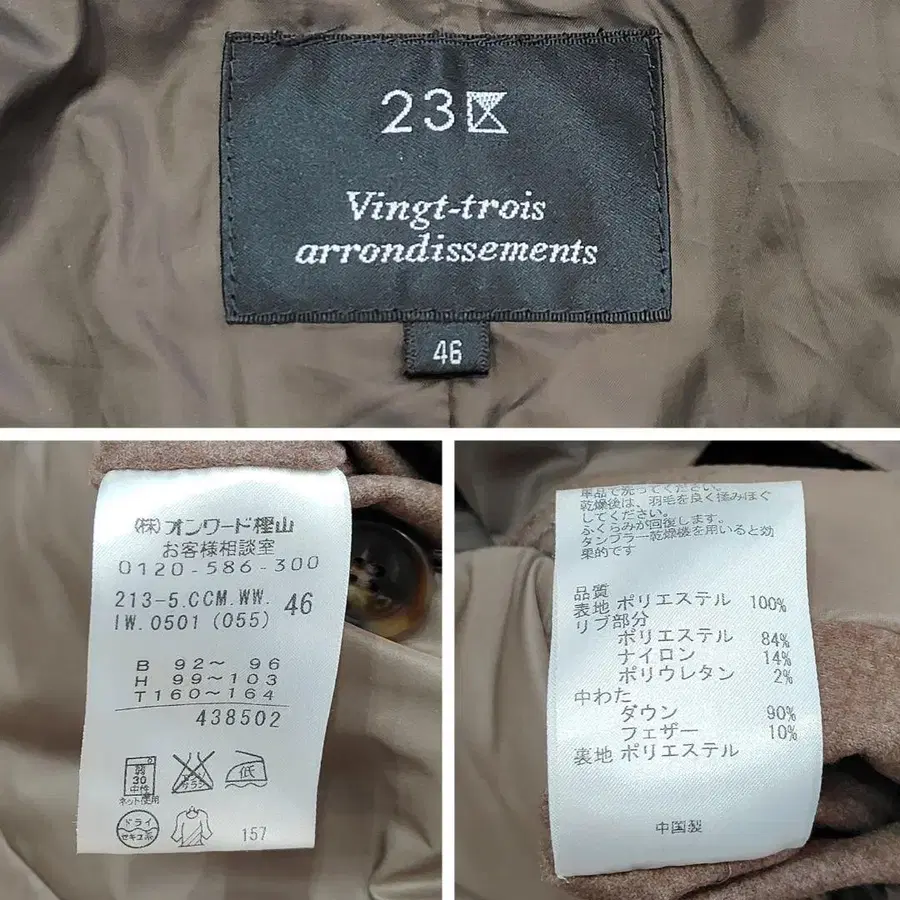 23区
Vingt-trois
arrondissements
46
(株)オンワード樫山
お客様相談室
0120-586-300
213-5.CCM.WW. 46
IW.0501 (055)
B 92～ 96
H 99～103
T160～164
438502
弱
30
中性
ネット使用
エンソ
サラシ
低
ドライ
セキユ系
157
単品で洗ってください。
乾燥後は、羽毛を良く揉みほぐ
してください。
ふくらみが回復します。
タンブラー乾燥機を用いると効
果的です
品質
表地 ポリエステル 100%
リブ部分
ポリエステル 84%
ナイロン 14%
ポリウレタン 2%
中わた
ダウン 90%
フェザー 10%
裏地 ポリエステル
中国製